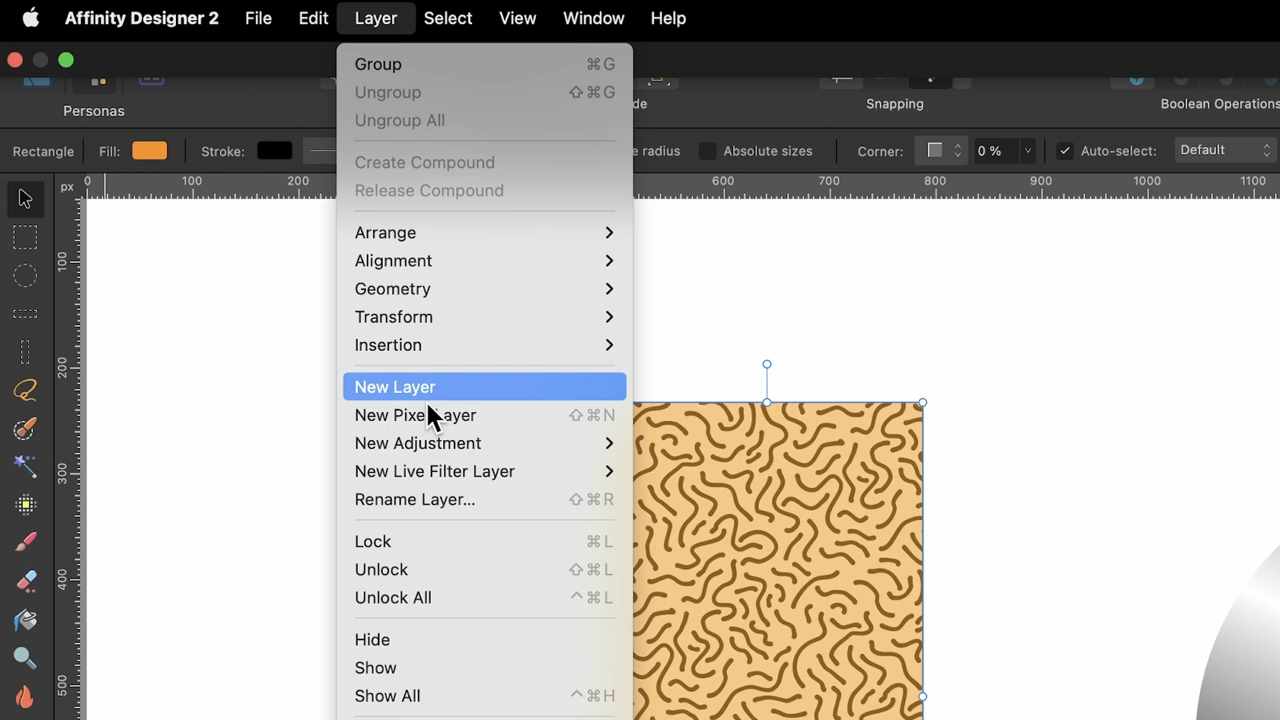 Affinity Designer 2 File Edit Layer Select View Window Help
Personas
de
Snapping
Boolean Operations
Rectangle Fill: Stroke:
e radius Absolute sizes Corner: 0 % Auto-select: Default
px 0 100 200 600 700 800 900 1000 1100
100
200
300
400
500
Group ⌘G
Ungroup ⇧⌘G
Ungroup All
Create Compound
Release Compound
Arrange
Alignment
Geometry
Transform
Insertion
New Layer
New Pixel Layer ⇧⌘N
New Adjustment
New Live Filter Layer
Rename Layer... ⇧⌘R
Lock ⌘L
Unlock ⇧⌘L
Unlock All ^⌘L
Hide
Show
Show All ^⌘H